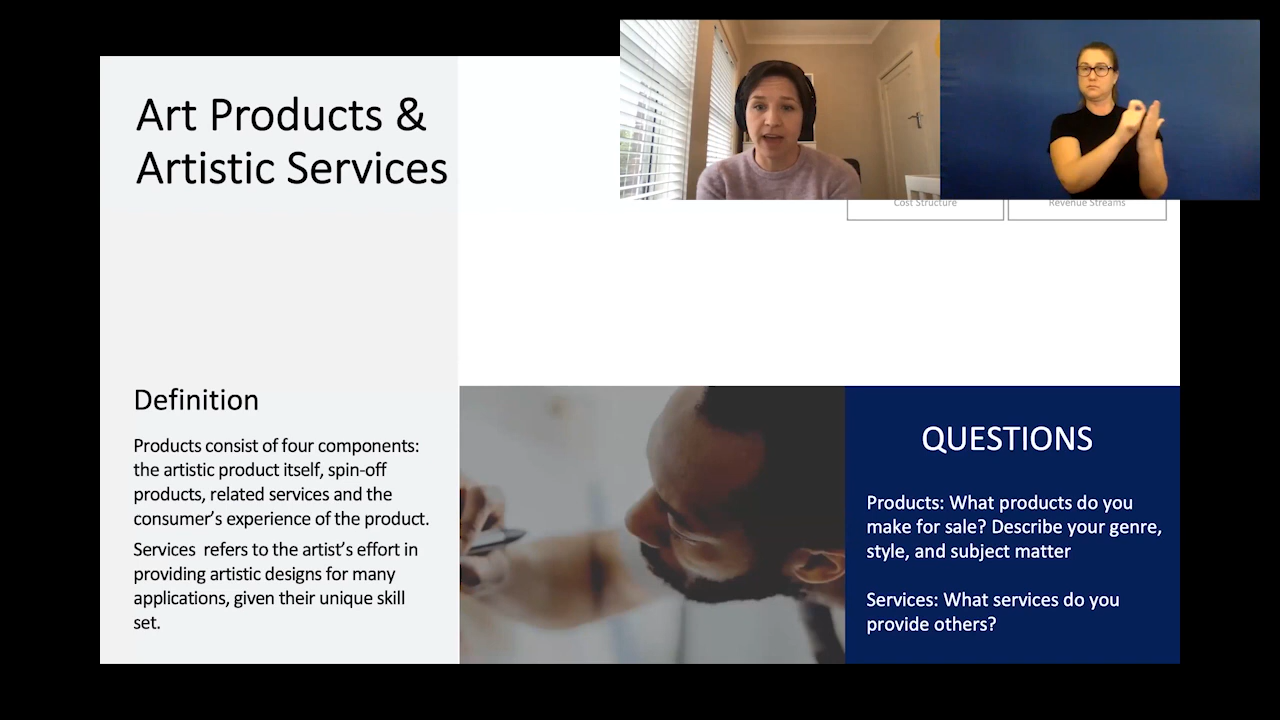 Art Products &
Artistic Services
Cost Structure
Revenue Streams
Definition
Products consist of four components:
the artistic product itself, spin-off
products, related services and the
consumer's experience of the product.
Services refers to the artist's effort in
providing artistic designs for many
applications, given their unique skill
set.
QUESTIONS
Products: What products do you
make for sale? Describe your genre,
style, and subject matter
Services: What services do you
provide others?